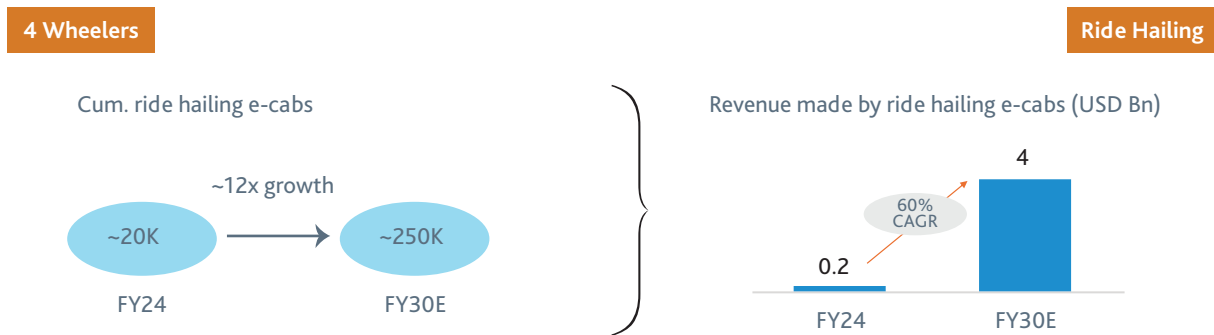 4 Wheelers
Ride Hailing
Cum. ride hailing e-cabs
~12x growth
~20K
~250K
FY24
FY30E
Revenue made by ride hailing e-cabs (USD Bn)
4
60%
CAGR
0.2
FY24
FY30E